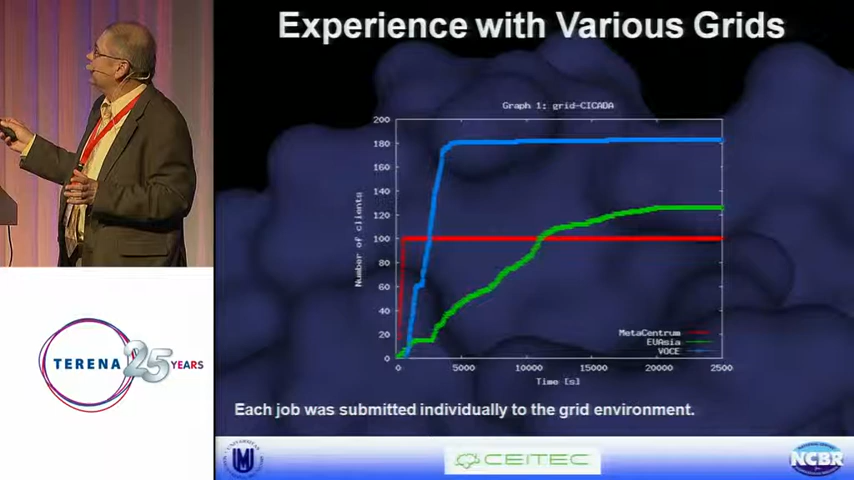 Experience with Various Grids
Graph 1: grid-CICADA
200
180
160
140
120
100
80
60
40
20
0
Number of clients
MetaCentrum
EUAsia
VOCE
0 5000 10000 15000 20000 2500
Time [s]
Each job was submitted individually to the grid environment.
TERENA 25 YEARS
CEITEC
NCBR